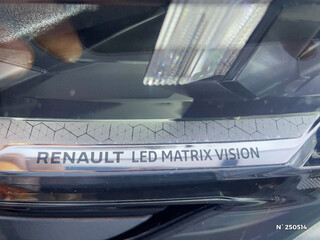 RENAULT LED MATRIX VISION
N° 250514